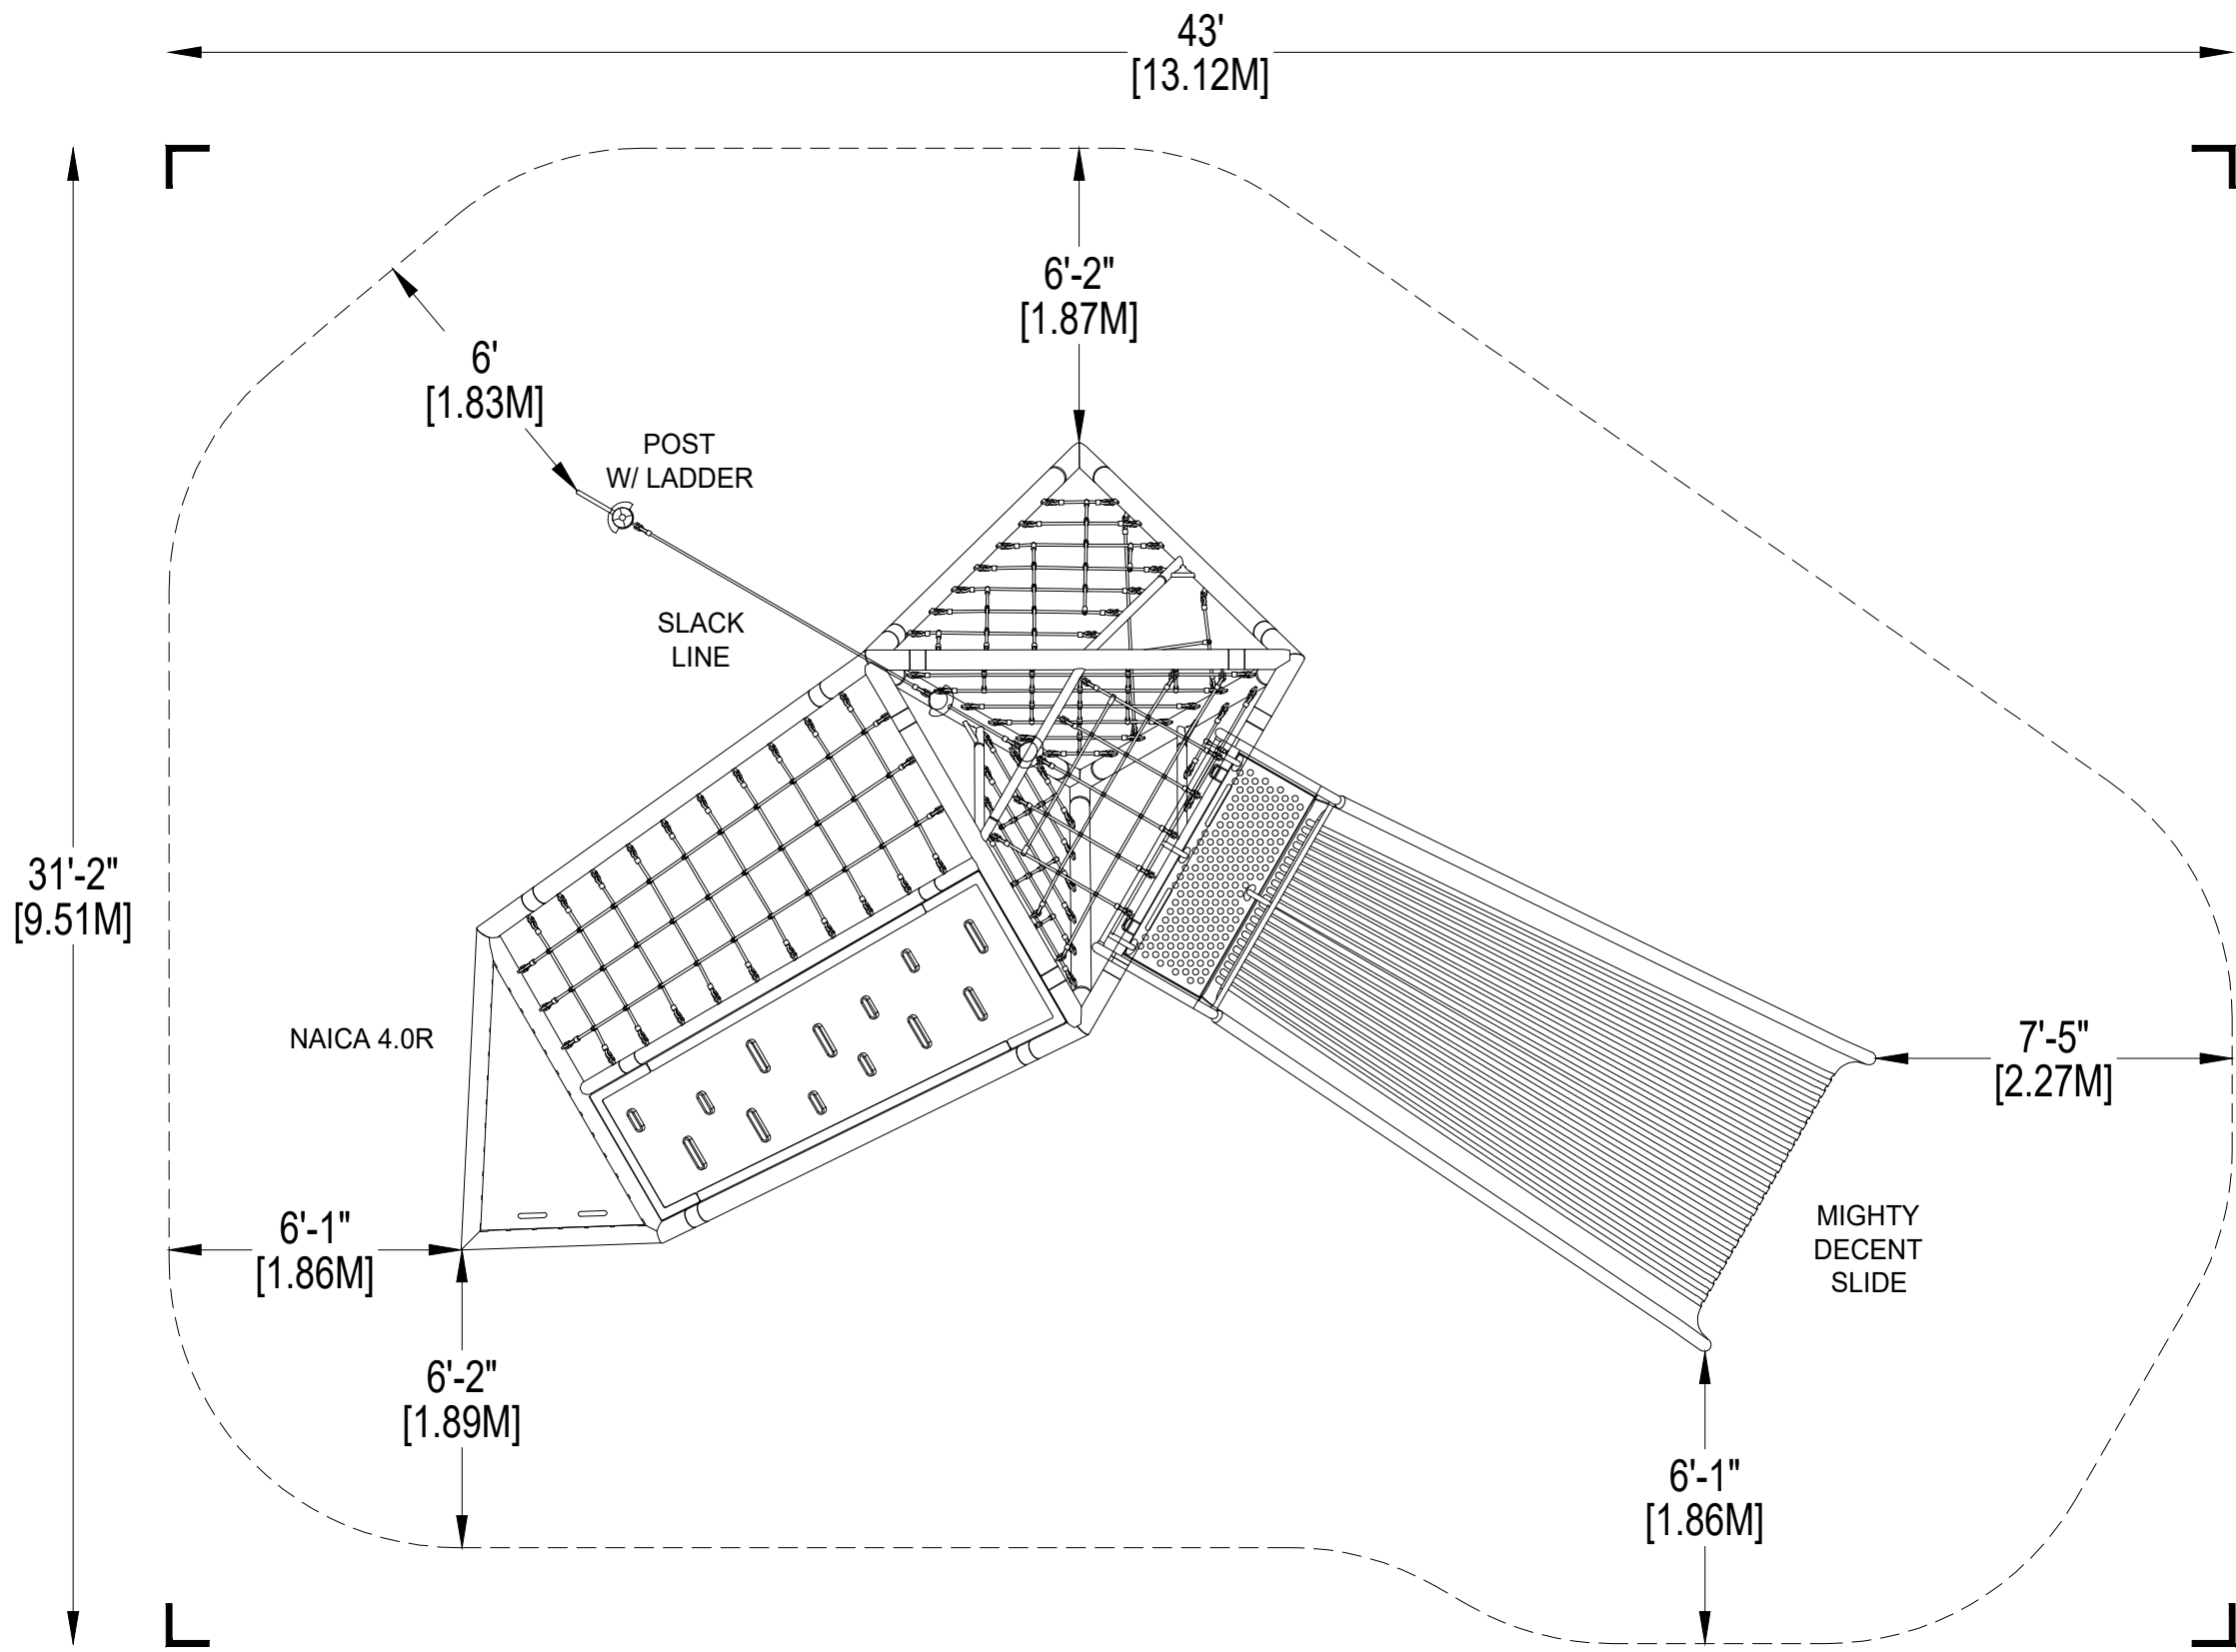 43'
[13.12M]
6'-2"
[1.87M]
6'
[1.83M]
POST
W/ LADDER
SLACK
LINE
31'-2"
[9.51M]
NAICA 4.0R
7'-5"
[2.27M]
6'-1"
[1.86M]
MIGHTY
DECENT
SLIDE
6'-2"
[1.89M]
6'-1"
[1.86M]